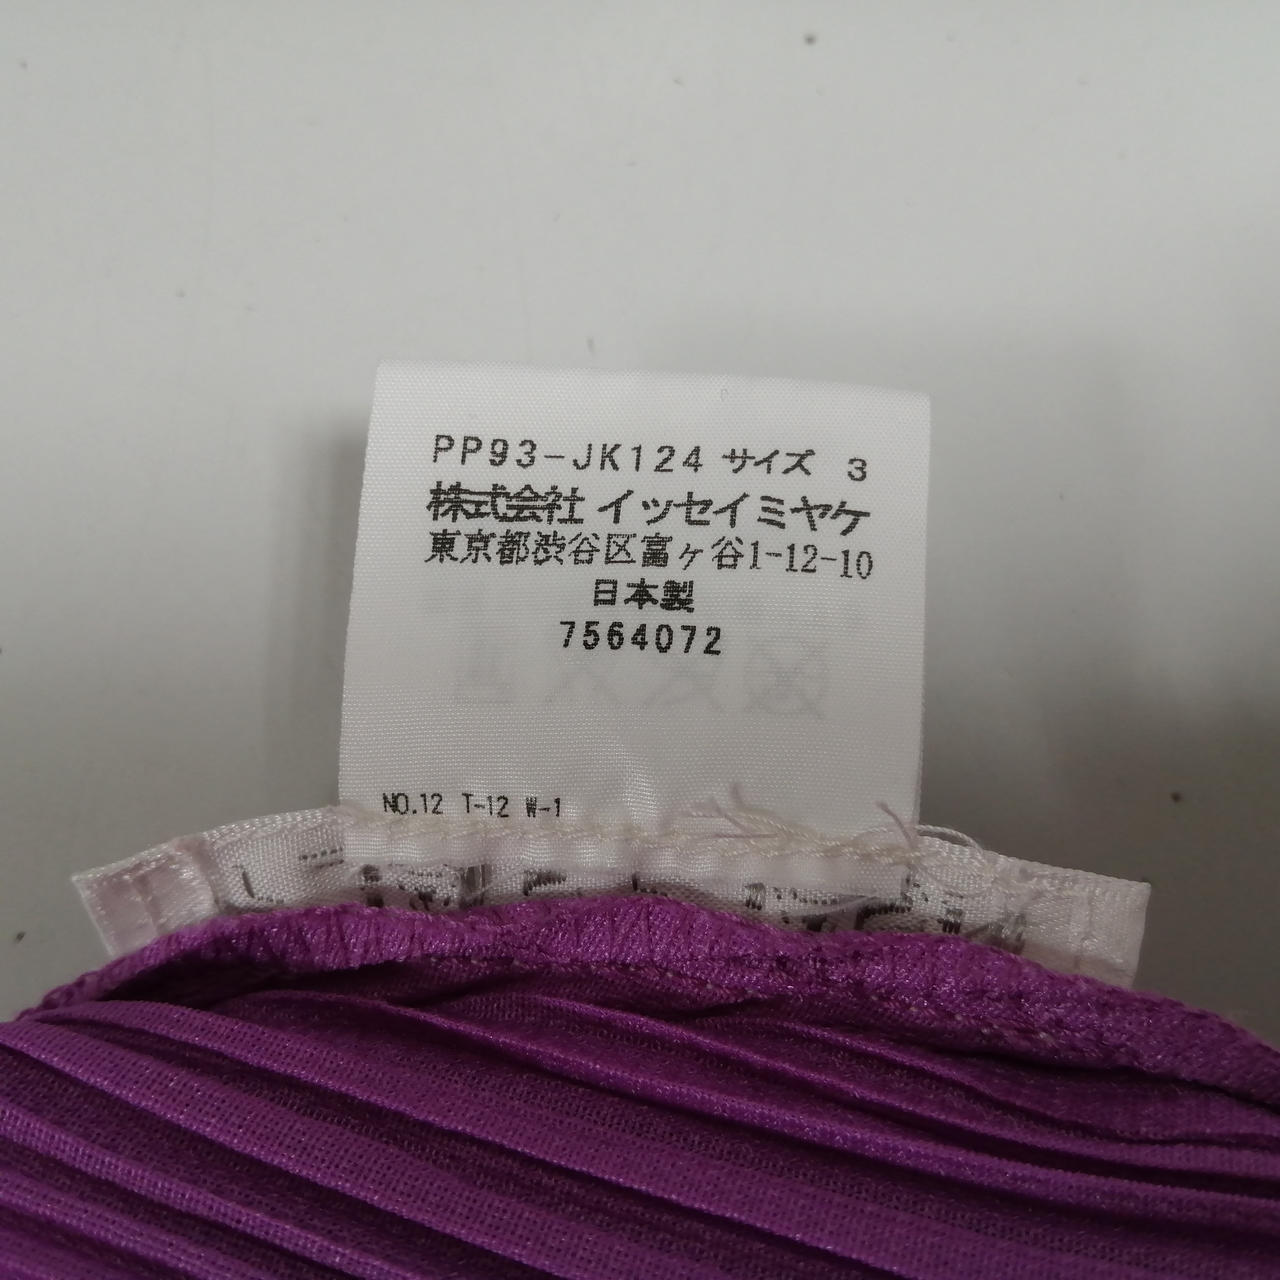 PP93-JK124 サイズ 3
株式会社 イッセイミヤケ
東京都渋谷区富ヶ谷1-12-10
日本製
7564072
NO.12 T-12 W-1